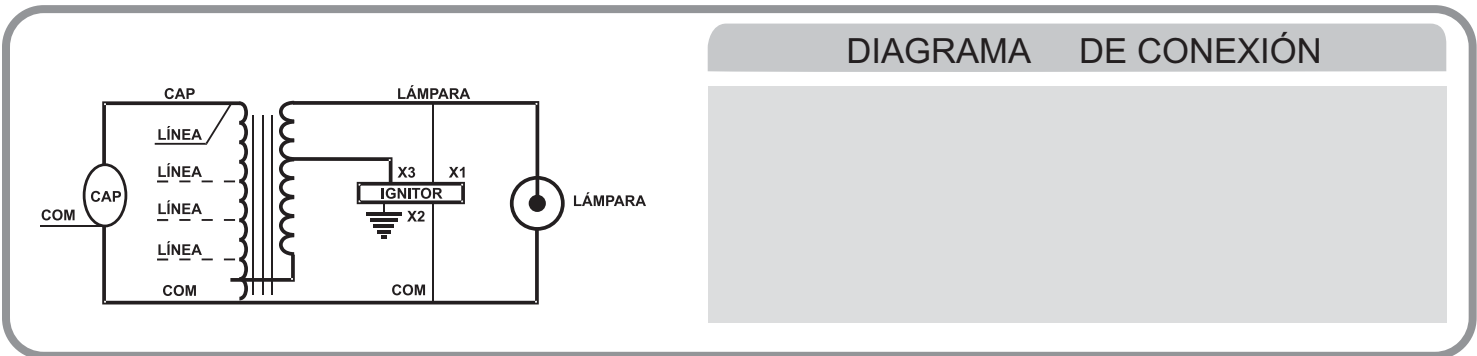 DIAGRAMA DE CONEXIÓN
CAP
LÁMPARA
LÍNEA
LÍNEA
X3 X1
CAP
IGNITOR
LÁMPARA
COM
LÍNEA
X2
LÍNEA
COM
COM